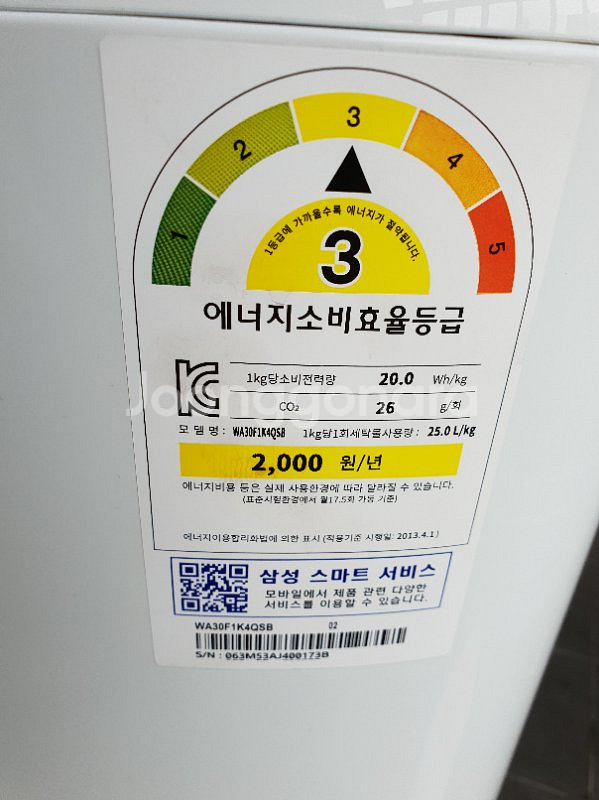 1
2
3
4
5
1등급에 가까울수록 에너지가 절약됩니다.
3
에너지소비효율등급
1kg당소비전력량 20.0 Wh/kg
CO₂ 26 g/회
모 델 명 : WA30F1K4QSB 1kg당1회세탁물사용량 : 25.0 L/kg
2,000 원/년
에너지비용 등은 실제 사용환경에 따라 달라질 수 있습니다.
(표준시험환경에서 월17.5회 가동 기준)
에너지이용합리화법에 의한 표시 (적용기준 시행일: 2013.4.1)
삼성 스마트 서비스
모바일에서 제품 관련 다양한
서비스를 이용할 수 있습니다.
WA30F1K4QSB 02
S/N : 063M53AJ400173B
Joonggonara